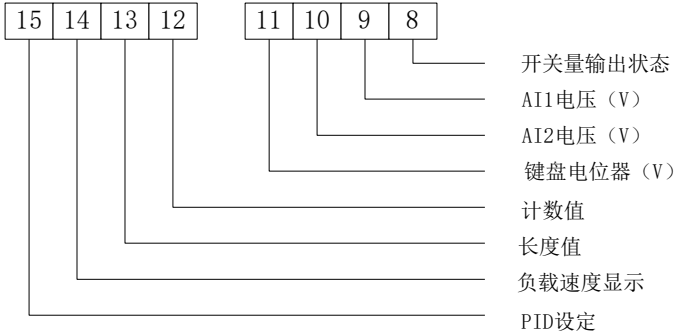 15 14 13 12 11 10 9 8
开关量输出状态
AI1电压（V）
AI2电压（V）
键盘电位器（V）
计数值
长度值
负载速度显示
PID设定